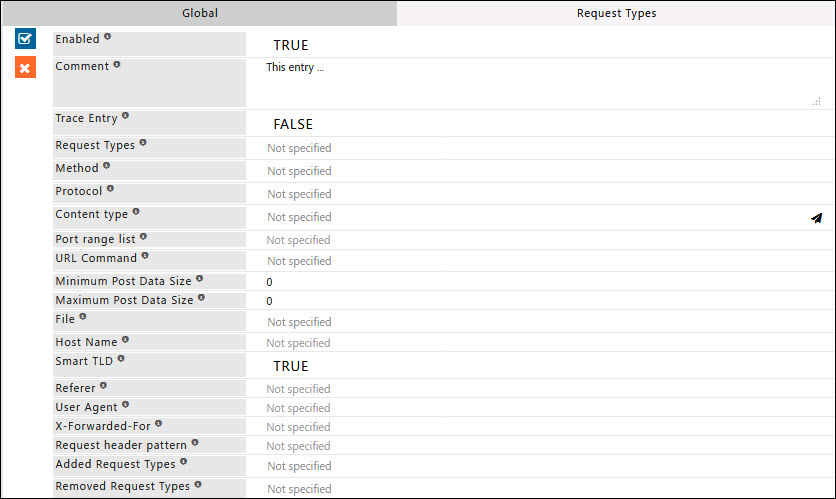 Global Request Types
Enabled TRUE
Comment This entry ...
Trace Entry FALSE
Request Types Not specified
Method Not specified
Protocol Not specified
Content type Not specified
Port range list Not specified
URL Command Not specified
Minimum Post Data Size 0
Maximum Post Data Size 0
File Not specified
Host Name Not specified
Smart TLD TRUE
Referer Not specified
User Agent Not specified
X-Forwarded-For Not specified
Request header pattern Not specified
Added Request Types Not specified
Removed Request Types Not specified